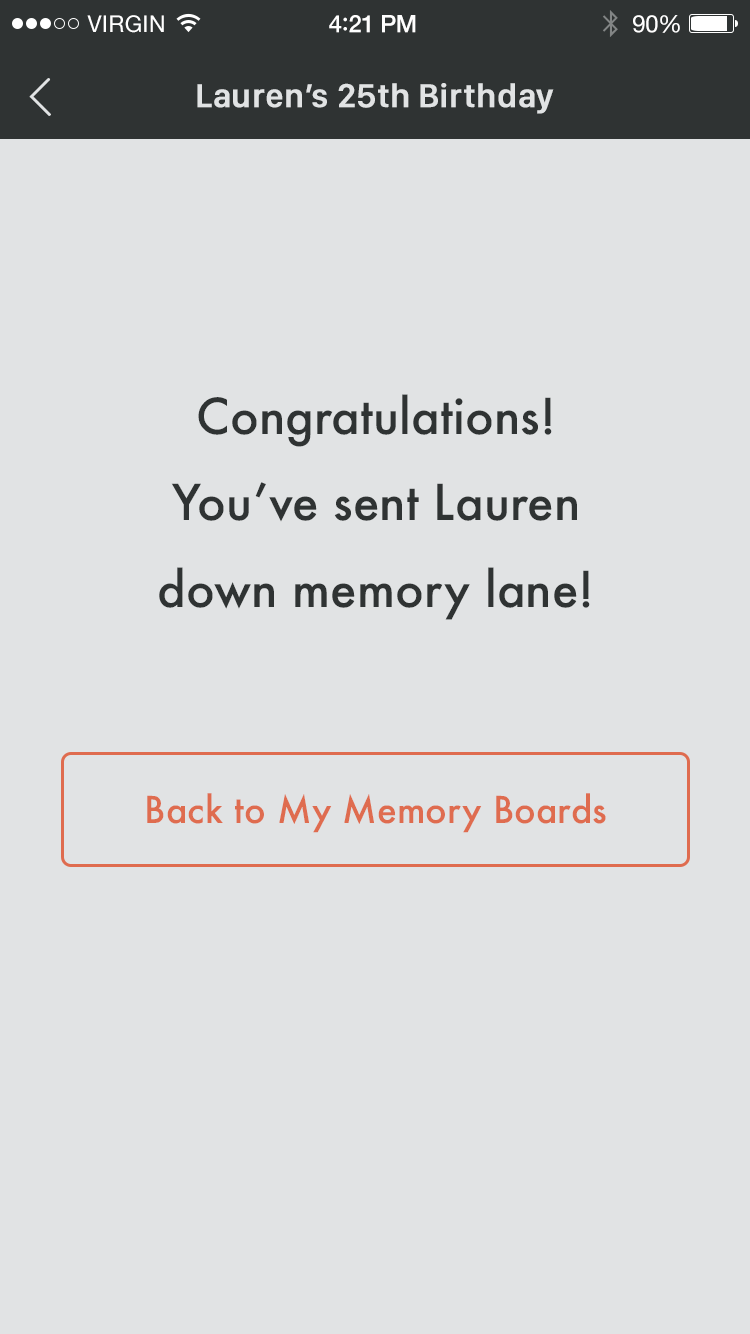 VIRGIN 4:21 PM 90%
Lauren’s 25th Birthday
Congratulations!
You’ve sent Lauren
down memory lane!
Back to My Memory Boards